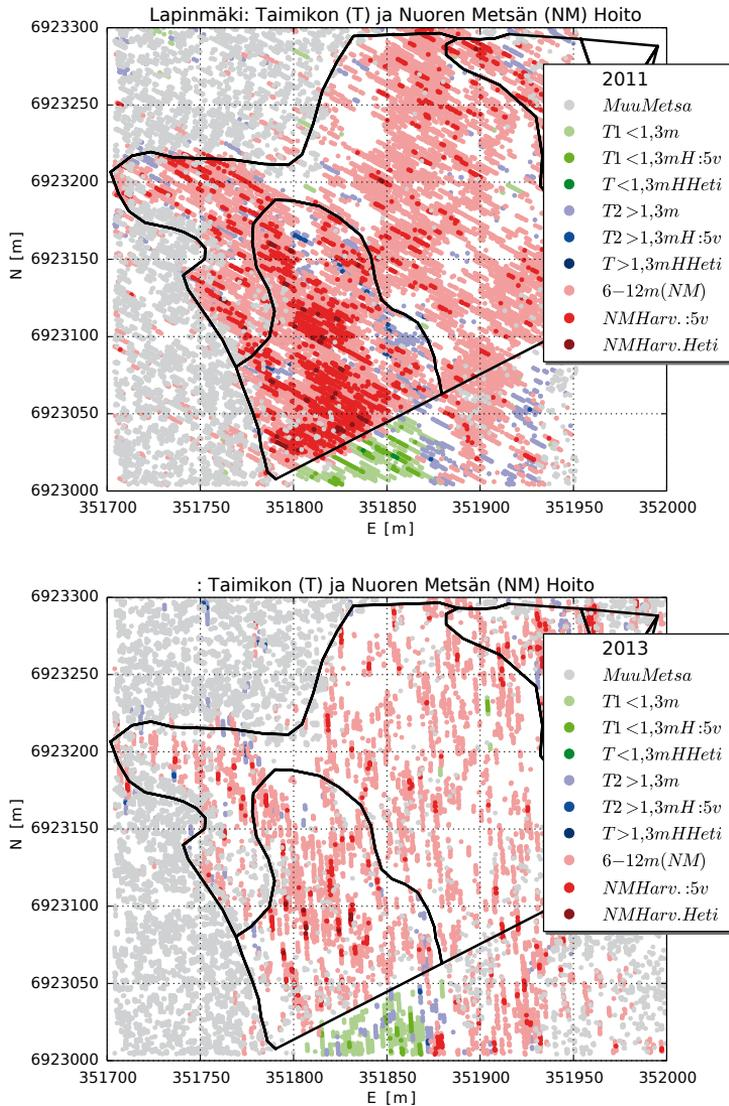 Lapinmäki: Taimikon (T) ja Nuoren Metsän (NM) Hoito
6923300
6923250
6923200
6923150
6923100
6923050
6923000
N [m]
351700 351750 351800 351850 351900 351950 352000
E [m]
2011
MuuMetsa
T1<1,3m
T1<1,3mH:5v
T<1,3mHHeti
T2>1,3m
T2>1,3mH:5v
T>1,3mHHeti
6−12m(NM)
NMHarv.:5v
NMHarv.Heti
: Taimikon (T) ja Nuoren Metsän (NM) Hoito
6923300
6923250
6923200
6923150
6923100
6923050
6923000
N [m]
351700 351750 351800 351850 351900 351950 352000
E [m]
2013
MuuMetsa
T1<1,3m
T1<1,3mH:5v
T<1,3mHHeti
T2>1,3m
T2>1,3mH:5v
T>1,3mHHeti
6−12m(NM)
NMHarv.:5v
NMHarv.Heti